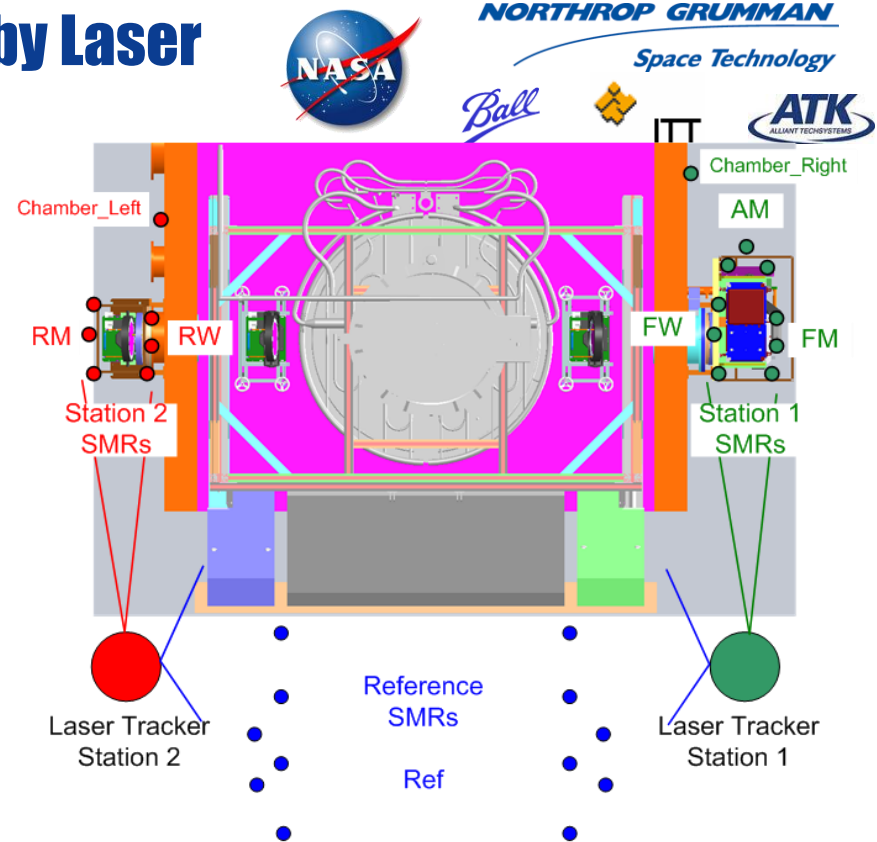 by Laser
NASA
NORTHROP GRUMMAN
Space Technology
Ball
ITT
ATK
ALLIANT TECHSYSTEMS
Chamber_Right
Chamber_Left
AM
RM
RW
FW
FM
Station 2
SMRs
Station 1
SMRs
Reference
SMRs
Laser Tracker
Station 2
Laser Tracker
Station 1
Ref